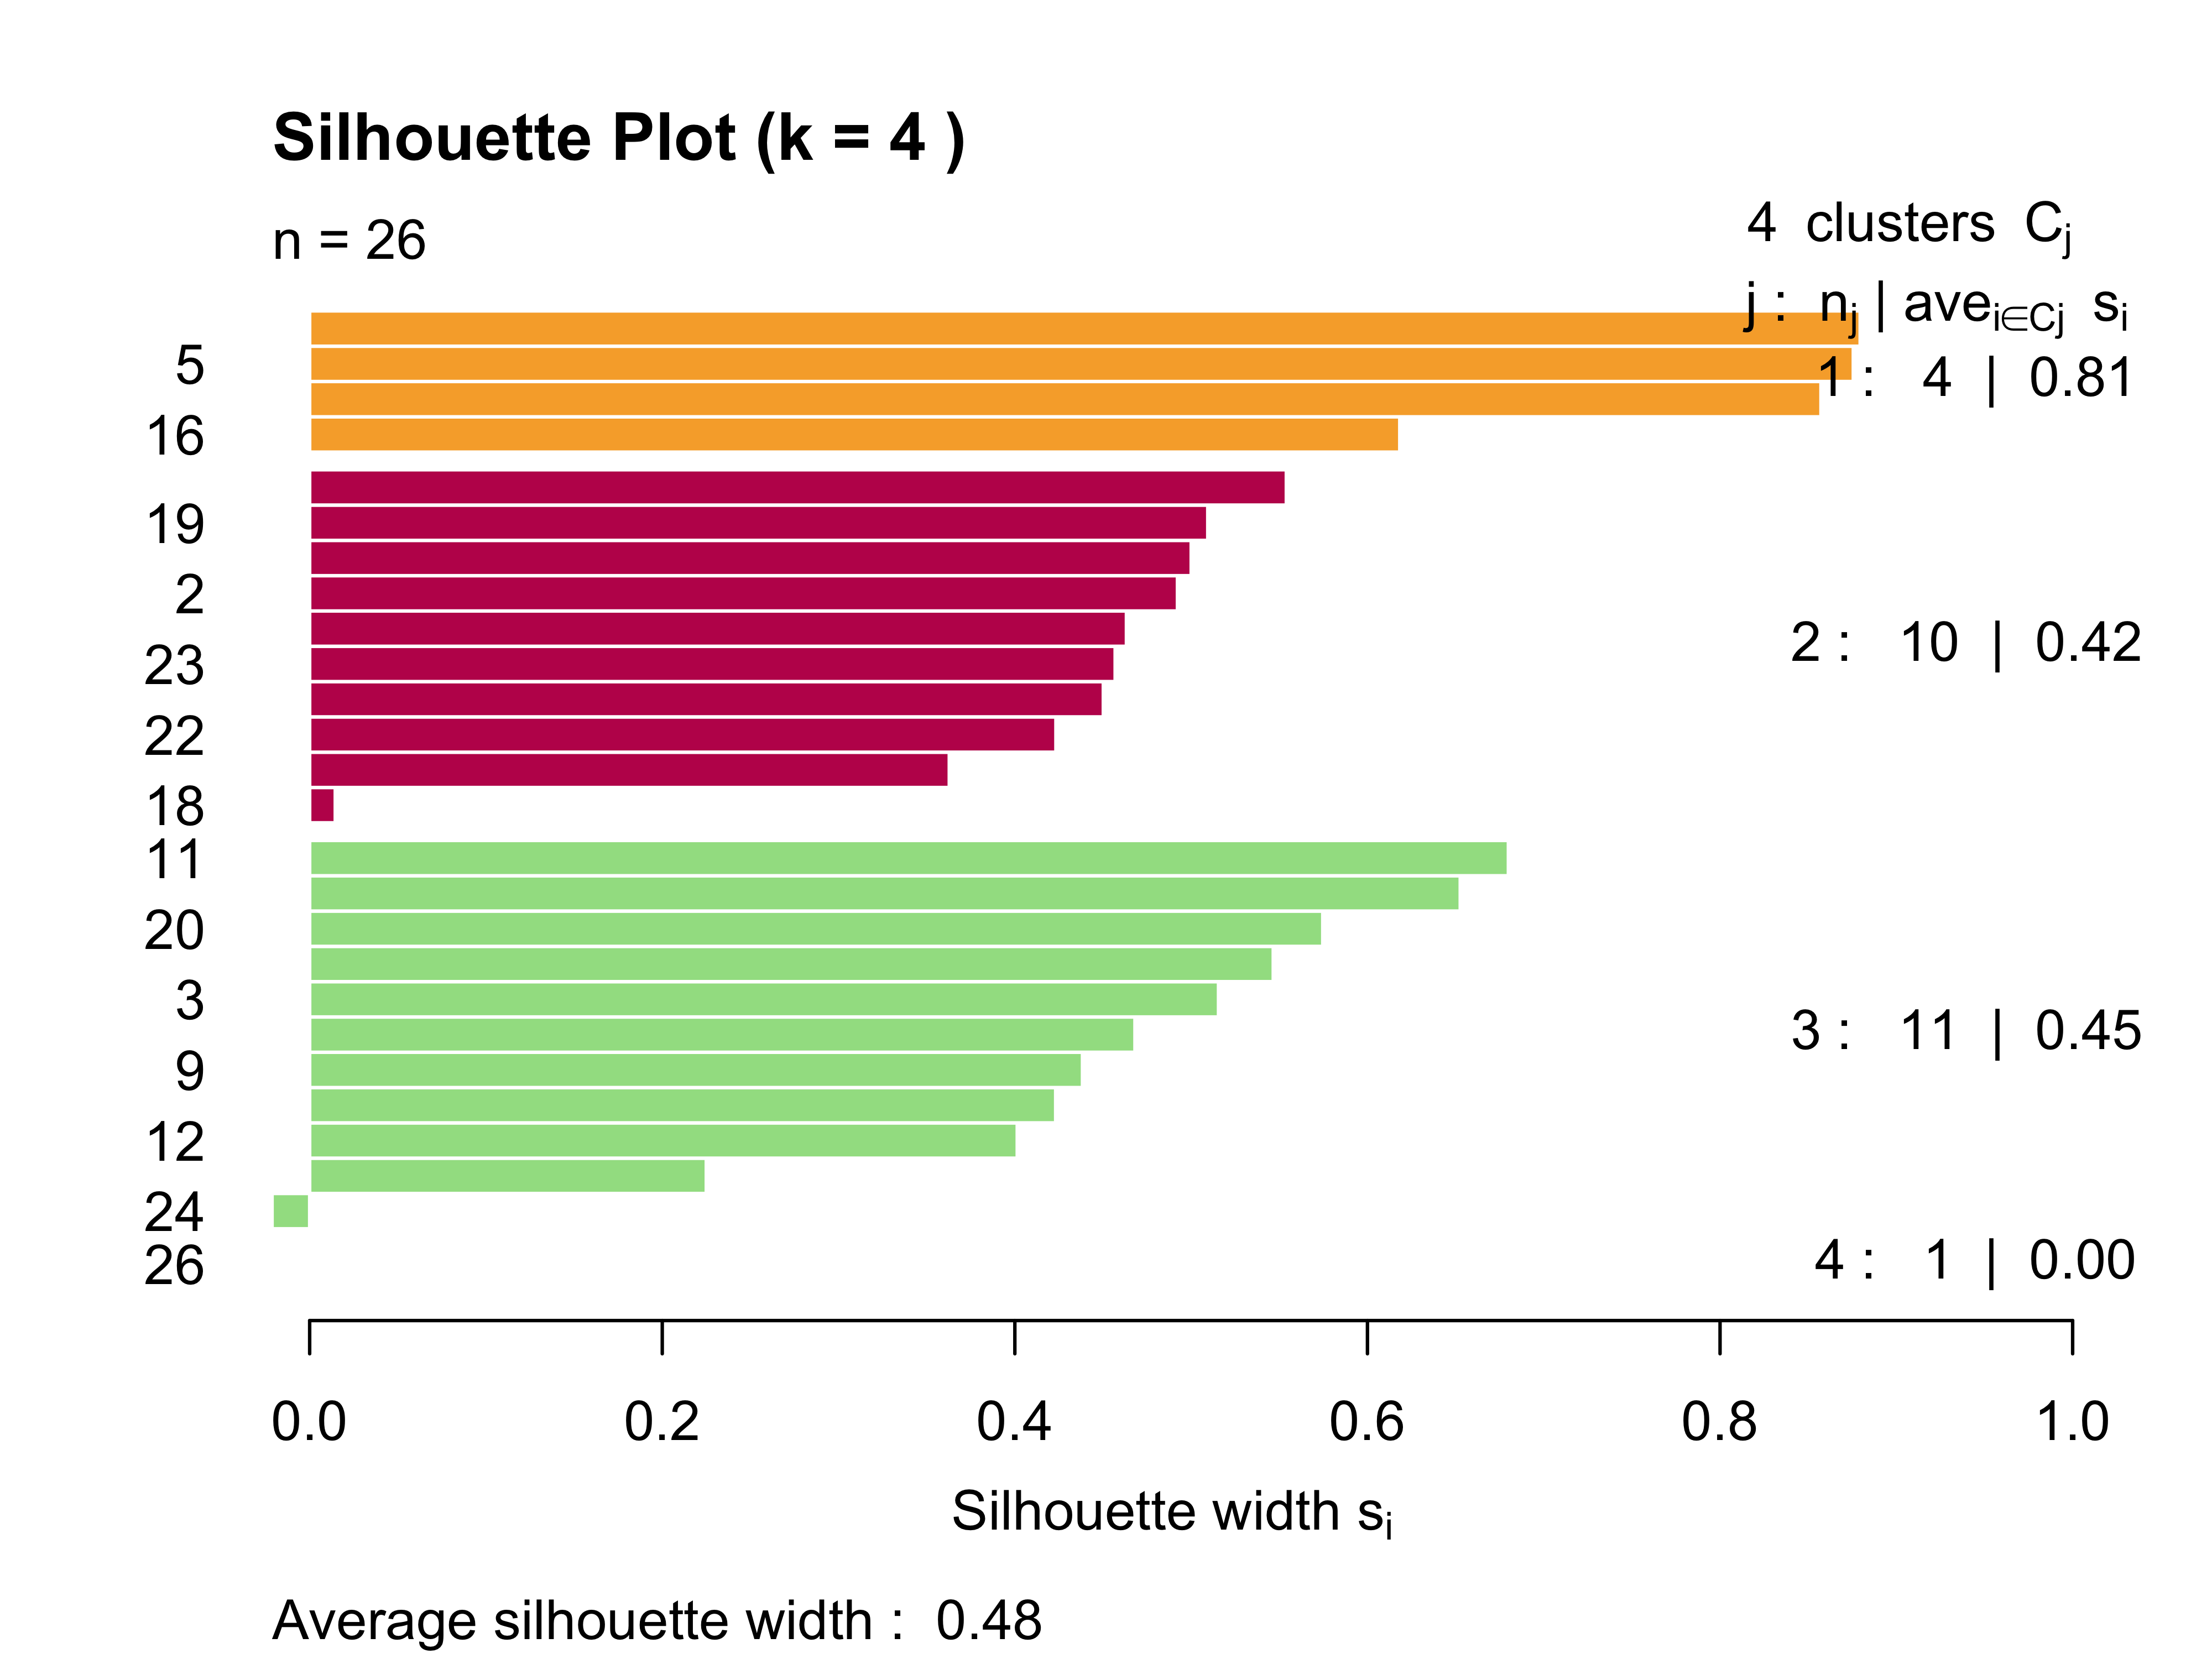 Silhouette Plot (k = 4 )
n = 26
4 clusters Cj
j : nj | avei∈Cj si
5
1 : 4 | 0.81
16
19
2
2 : 10 | 0.42
23
22
18
11
20
3
3 : 11 | 0.45
9
12
24
26
4 : 1 | 0.00
0.0 0.2 0.4 0.6 0.8 1.0
Silhouette width si
Average silhouette width : 0.48